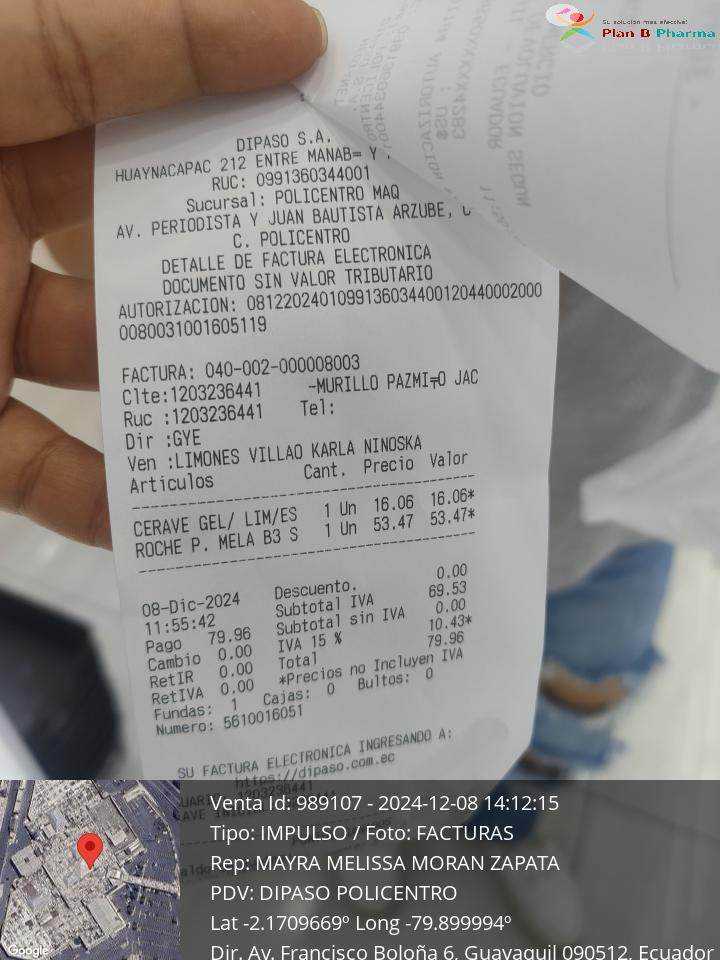 Su solución más efectiva!
Plan B Pharma
DIPASO S.A.
HUAYNACAPAC 212 ENTRE MANAB= Y
RUC: 0991360344001
Sucursal: POLICENTRO MAQ
AV. PERIODISTA Y JUAN BAUTISTA ARZUBE,
C. POLICENTRO
DETALLE DE FACTURA ELECTRONICA
DOCUMENTO SIN VALOR TRIBUTARIO
AUTORIZACION: 0812202401099136034400120440002000
0080031001605119
FACTURA: 040-002-000008003
Clte:1203236441 -MURILLO PAZMI╤O JAC
Ruc :1203236441 Tel:
Dir :GYE
Ven :LIMONES VILLAO KARLA NINOSKA
Articulos Cant. Precio Valor
CERAVE GEL/ LIM/ES 1 Un 16.06 16.06*
ROCHE P. MELA B3 S 1 Un 53.47 53.47*
08-Dic-2024 Descuento. 0.00
11:55:42 Subtotal IVA 69.53
Pago 79.96 Subtotal sin IVA 0.00
Cambio 0.00 IVA 15 % 10.43*
RetIR 0.00 Total 79.96
RetIVA 0.00 *Precios no Incluyen IVA
Fundas: 1 Cajas: 0 Bultos: 0
Numero: 5610016051
SU FACTURA ELECTRONICA INGRESANDO A:
https://dipaso.com.ec
1203236441
Venta Id: 989107 - 2024-12-08 14:12:15
Tipo: IMPULSO / Foto: FACTURAS
Rep: MAYRA MELISSA MORAN ZAPATA
PDV: DIPASO POLICENTRO
Lat -2.1709669º Long -79.899994º
Dir. Av. Francisco Boloña 6, Guayaquil 090512, Ecuador
Google